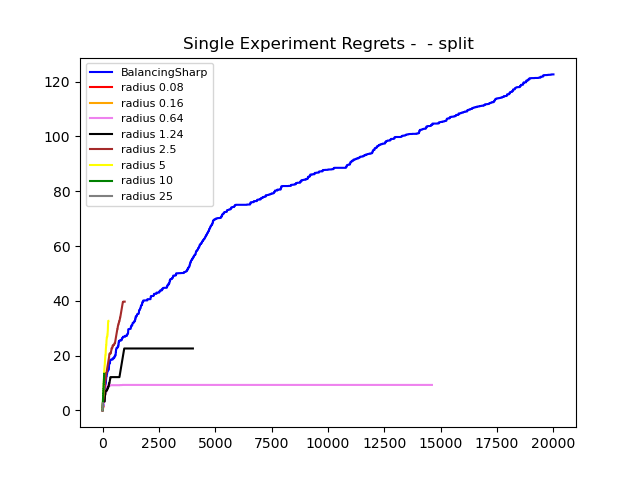 Single Experiment Regrets -  - split
BalancingSharp
radius 0.08
radius 0.16
radius 0.64
radius 1.24
radius 2.5
radius 5
radius 10
radius 25
120
100
80
60
40
20
0
0 2500 5000 7500 10000 12500 15000 17500 20000